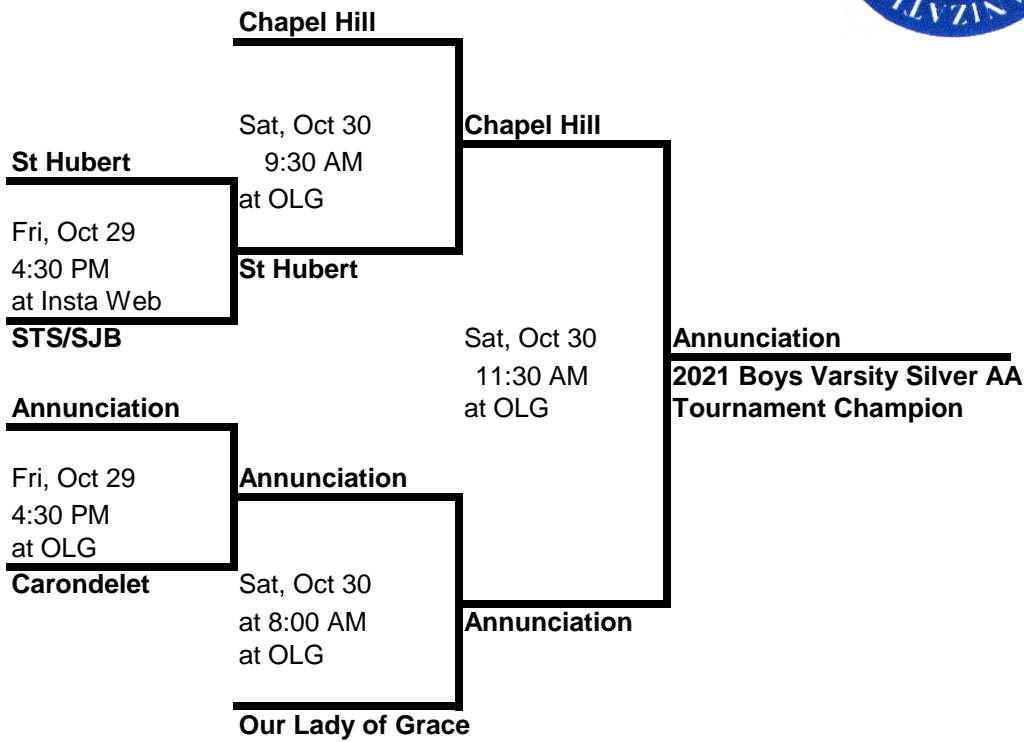 Chapel Hill
Sat, Oct 30
9:30 AM
at OLG
Chapel Hill
St Hubert
Fri, Oct 29
4:30 PM
at Insta Web
St Hubert
STS/SJB
Sat, Oct 30
11:30 AM
at OLG
Annunciation
2021 Boys Varsity Silver AA
Tournament Champion
Annunciation
Fri, Oct 29
4:30 PM
at OLG
Annunciation
Carondelet
Sat, Oct 30
at 8:00 AM
at OLG
Annunciation
Our Lady of Grace